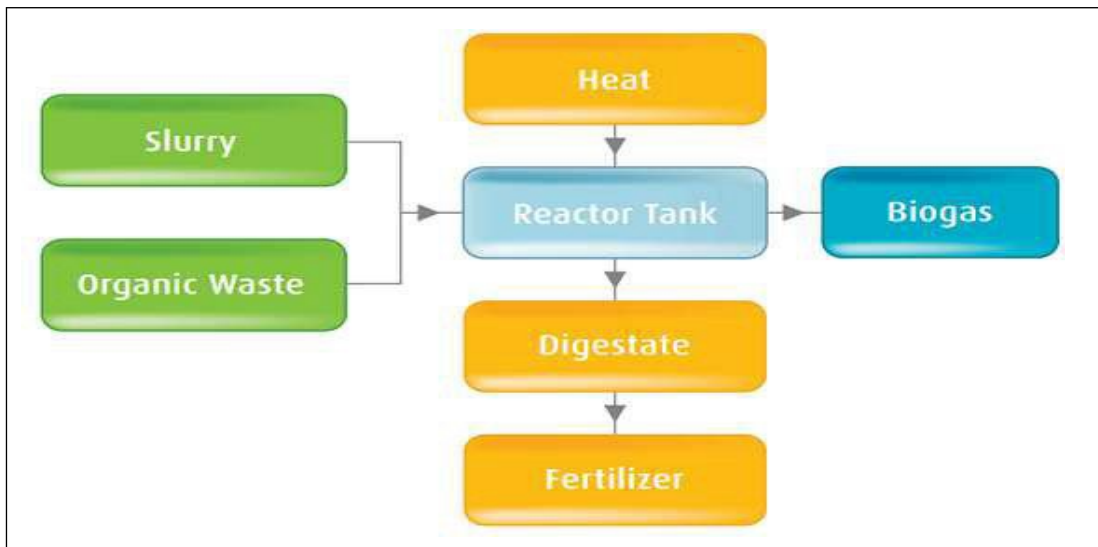 Heat
Slurry
Reactor Tank
Biogas
Organic Waste
Digestate
Fertilizer